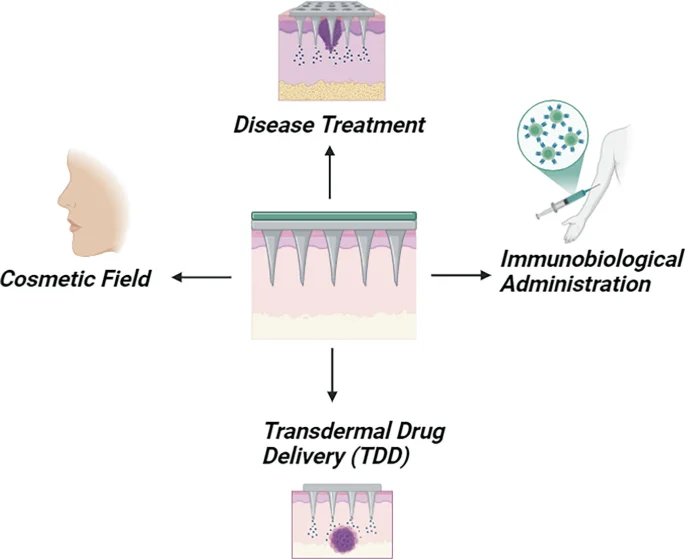 Disease Treatment
Cosmetic Field
Immunobiological
Administration
Transdermal Drug
Delivery (TDD)